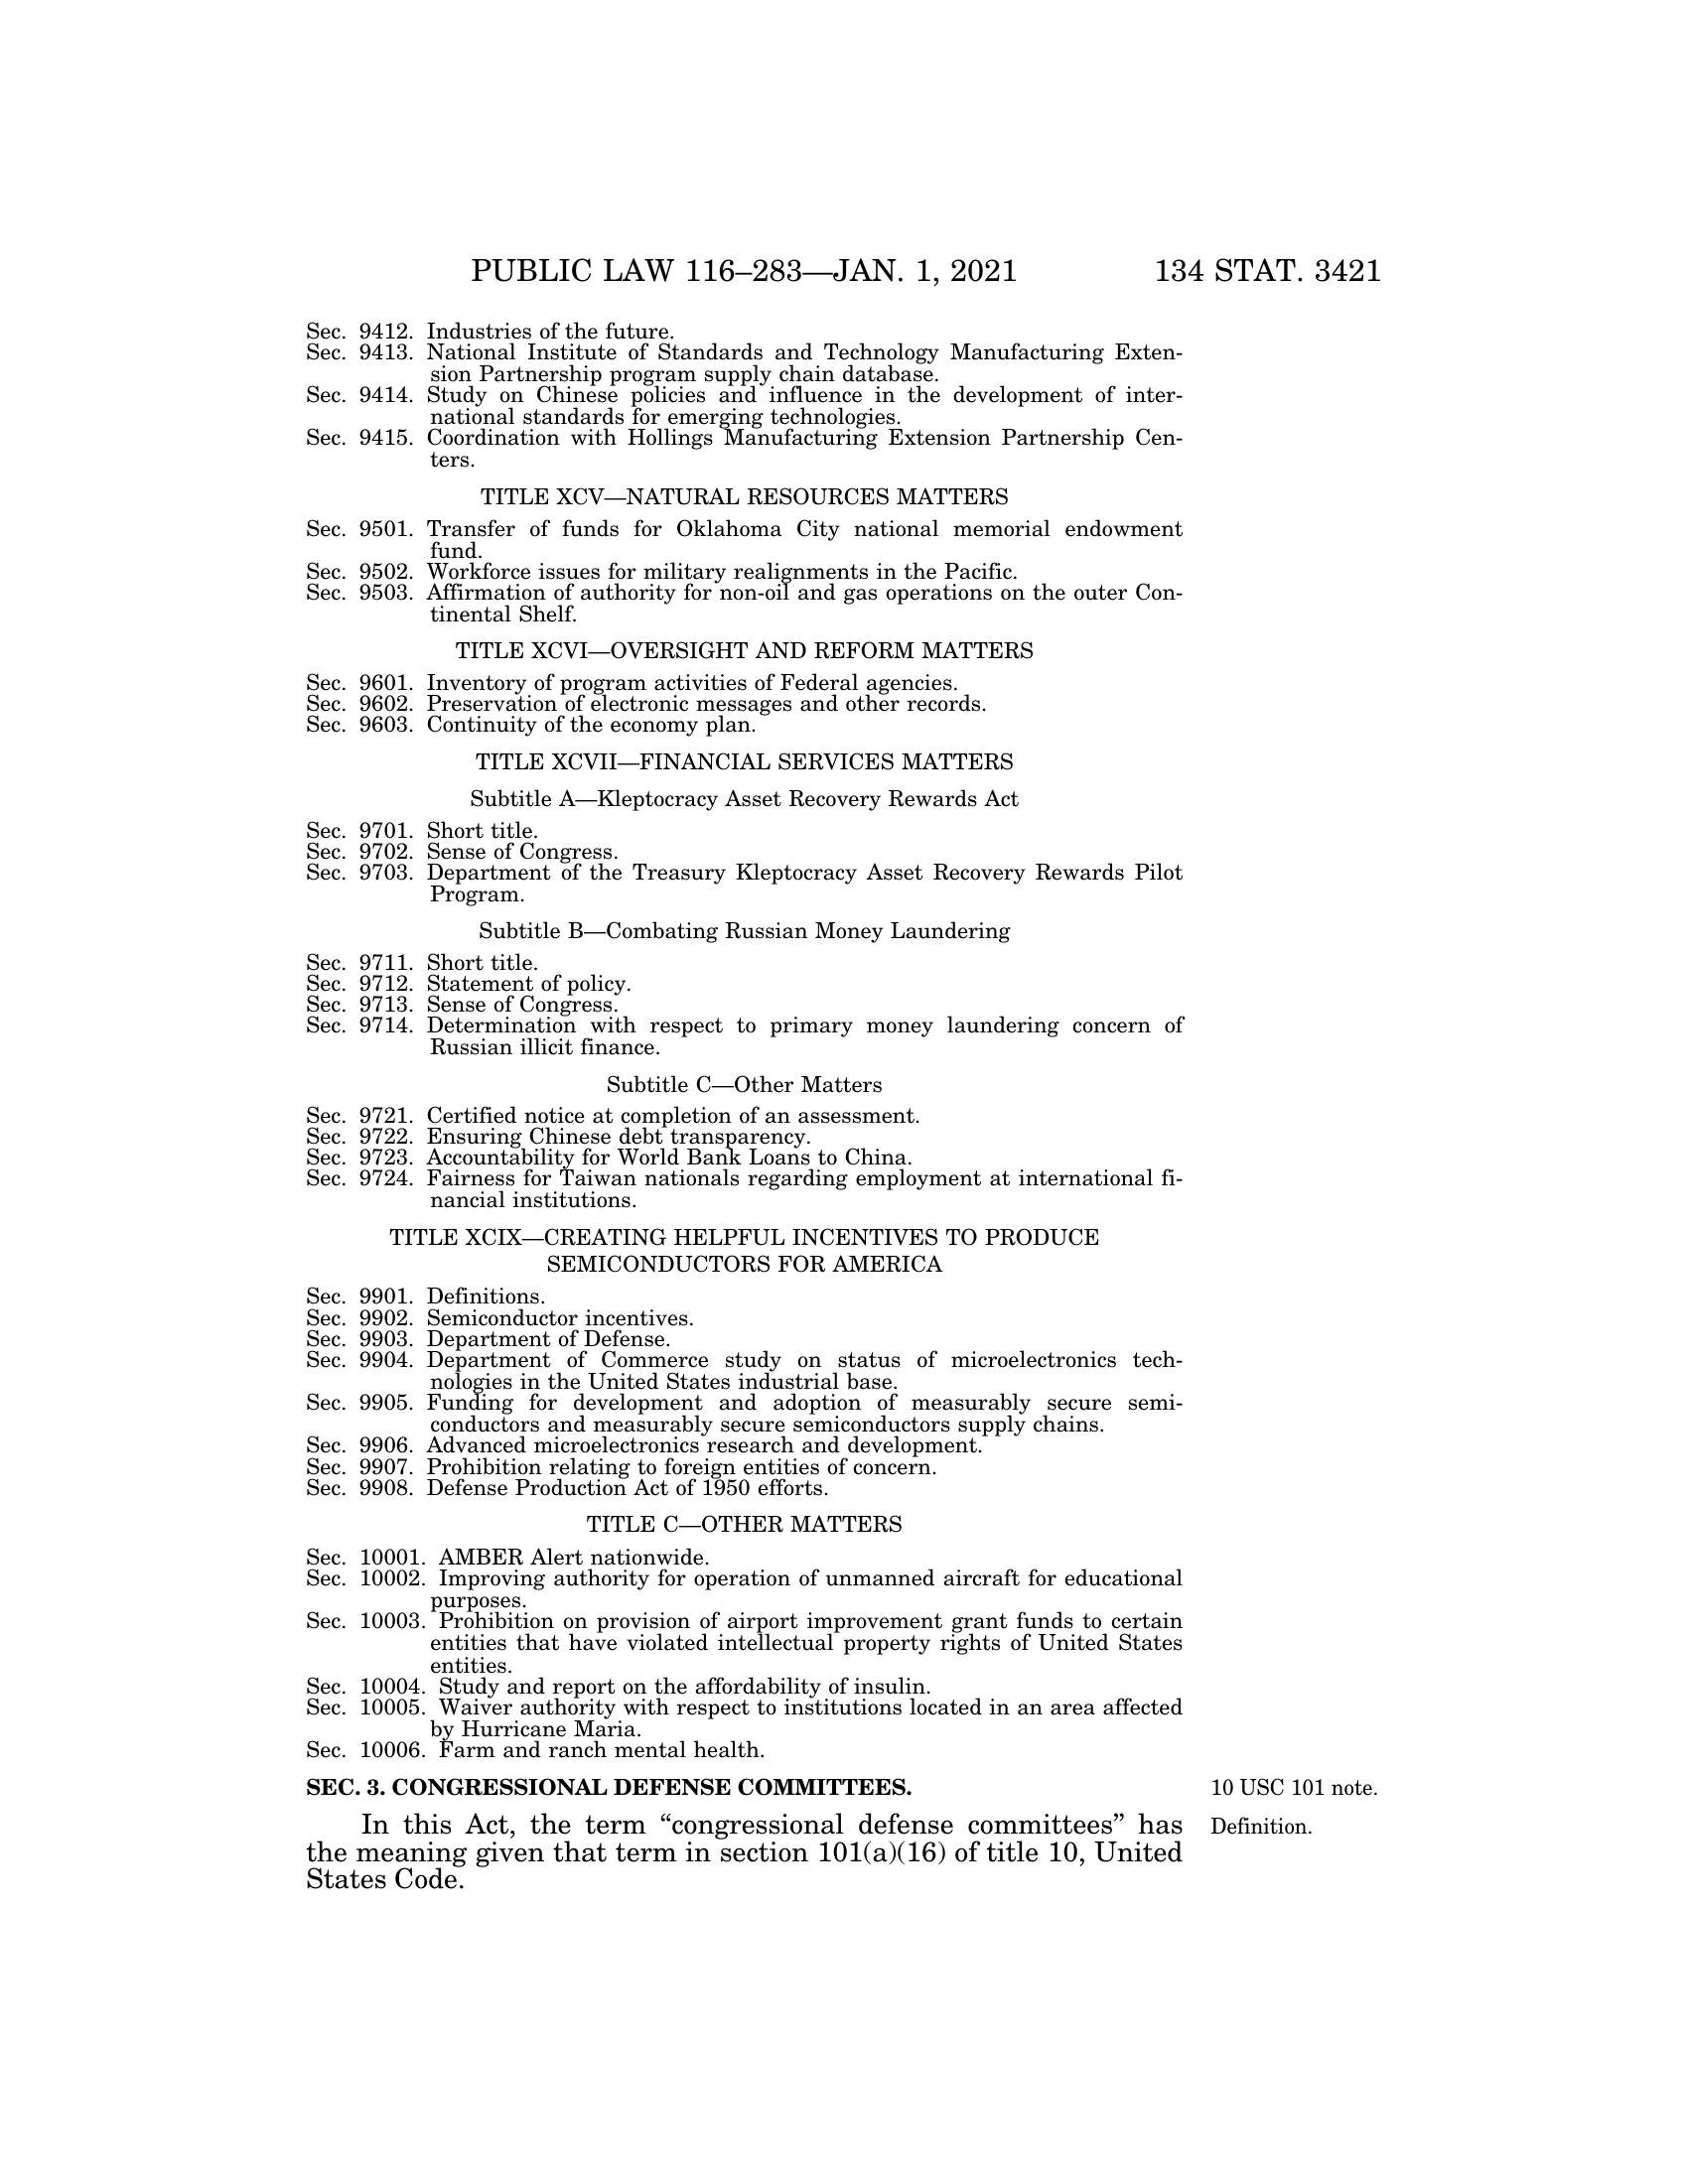 PUBLIC LAW 116–283—JAN. 1, 2021 134 STAT. 3421
Sec. 9412. Industries of the future.
Sec. 9413. National Institute of Standards and Technology Manufacturing Exten-
sion Partnership program supply chain database.
Sec. 9414. Study on Chinese policies and influence in the development of inter-
national standards for emerging technologies.
Sec. 9415. Coordination with Hollings Manufacturing Extension Partnership Cen-
ters.
TITLE XCV—NATURAL RESOURCES MATTERS
Sec. 9501. Transfer of funds for Oklahoma City national memorial endowment
fund.
Sec. 9502. Workforce issues for military realignments in the Pacific.
Sec. 9503. Affirmation of authority for non-oil and gas operations on the outer Con-
tinental Shelf.
TITLE XCVI—OVERSIGHT AND REFORM MATTERS
Sec. 9601. Inventory of program activities of Federal agencies.
Sec. 9602. Preservation of electronic messages and other records.
Sec. 9603. Continuity of the economy plan.
TITLE XCVII—FINANCIAL SERVICES MATTERS
Subtitle A—Kleptocracy Asset Recovery Rewards Act
Sec. 9701. Short title.
Sec. 9702. Sense of Congress.
Sec. 9703. Department of the Treasury Kleptocracy Asset Recovery Rewards Pilot
Program.
Subtitle B—Combating Russian Money Laundering
Sec. 9711. Short title.
Sec. 9712. Statement of policy.
Sec. 9713. Sense of Congress.
Sec. 9714. Determination with respect to primary money laundering concern of
Russian illicit finance.
Subtitle C—Other Matters
Sec. 9721. Certified notice at completion of an assessment.
Sec. 9722. Ensuring Chinese debt transparency.
Sec. 9723. Accountability for World Bank Loans to China.
Sec. 9724. Fairness for Taiwan nationals regarding employment at international fi-
nancial institutions.
TITLE XCIX—CREATING HELPFUL INCENTIVES TO PRODUCE
SEMICONDUCTORS FOR AMERICA
Sec. 9901. Definitions.
Sec. 9902. Semiconductor incentives.
Sec. 9903. Department of Defense.
Sec. 9904. Department of Commerce study on status of microelectronics tech-
nologies in the United States industrial base.
Sec. 9905. Funding for development and adoption of measurably secure semi-
conductors and measurably secure semiconductors supply chains.
Sec. 9906. Advanced microelectronics research and development.
Sec. 9907. Prohibition relating to foreign entities of concern.
Sec. 9908. Defense Production Act of 1950 efforts.
TITLE C—OTHER MATTERS
Sec. 10001. AMBER Alert nationwide.
Sec. 10002. Improving authority for operation of unmanned aircraft for educational
purposes.
Sec. 10003. Prohibition on provision of airport improvement grant funds to certain
entities that have violated intellectual property rights of United States
entities.
Sec. 10004. Study and report on the affordability of insulin.
Sec. 10005. Waiver authority with respect to institutions located in an area affected
by Hurricane Maria.
Sec. 10006. Farm and ranch mental health.
SEC. 3. CONGRESSIONAL DEFENSE COMMITTEES. 10 USC 101 note.
In this Act, the term “congressional defense committees” has Definition.
the meaning given that term in section 101(a)(16) of title 10, United
States Code.